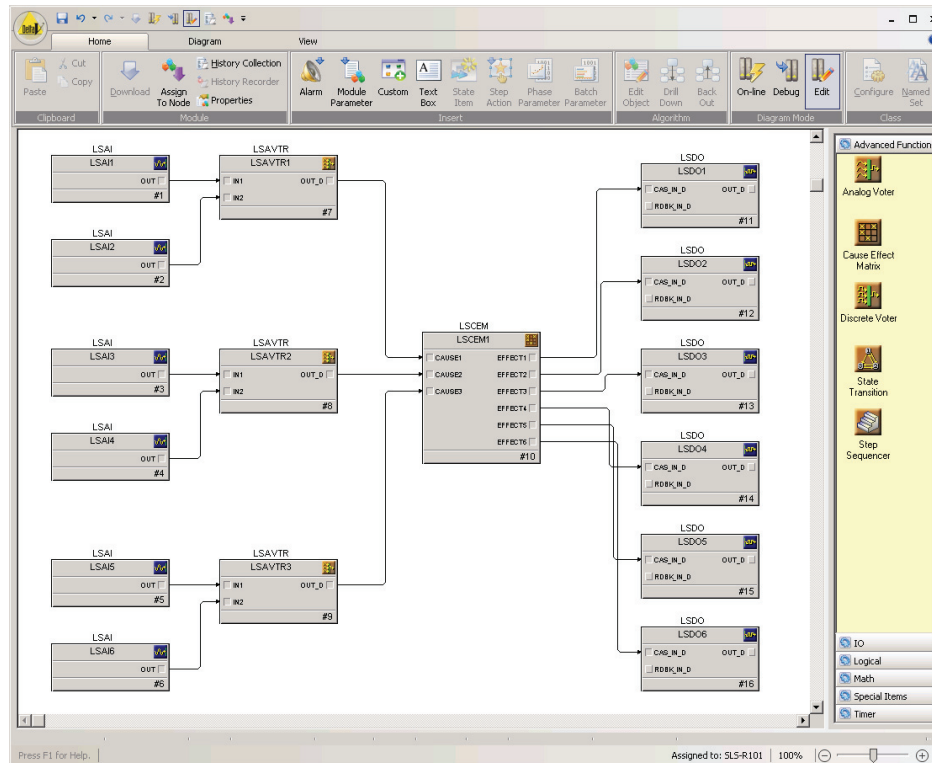 DeltaV
Home Diagram View
Paste
Cut
Copy
Clipboard
Download
Assign To Node
History Collection
History Recorder
Properties
Module
Alarm
Module Parameter
Custom
Text Box
State Item
Step Action
Phase Parameter
Batch Parameter
Insert
Edit Object
Drill Down
Back Out
Algorithm
On-line
Debug
Edit
Diagram Mode
Configure
Named Set
Class
LSAI
LSAI1
OUT
#1
LSAI
LSAI2
OUT
#2
LSAVTR
LSAVTR1
IN1 OUT_D
IN2
#7
LSAI
LSAI3
OUT
#3
LSAI
LSAI4
OUT
#4
LSAVTR
LSAVTR2
IN1 OUT_D
IN2
#8
LSAI
LSAI5
OUT
#5
LSAI
LSAI6
OUT
#6
LSAVTR
LSAVTR3
IN1 OUT_D
IN2
#9
LSCEM
LSCEM1
CAUSE1 EFFECT1
CAUSE2 EFFECT2
CAUSE3 EFFECT3
EFFECT4
EFFECT5
EFFECT6
#10
LSDO
LSDO1
CAS_IN_D OUT_D
RDBK_IN_D
#11
LSDO
LSDO2
CAS_IN_D OUT_D
RDBK_IN_D
#12
LSDO
LSDO3
CAS_IN_D OUT_D
RDBK_IN_D
#13
LSDO
LSDO4
CAS_IN_D OUT_D
RDBK_IN_D
#14
LSDO
LSDO5
CAS_IN_D OUT_D
RDBK_IN_D
#15
LSDO
LSDO6
CAS_IN_D OUT_D
RDBK_IN_D
#16
Advanced Function
Analog Voter
Cause Effect
Matrix
Discrete Voter
State
Transition
Step
Sequencer
IO
Logical
Math
Special Items
Timer
Press F1 for Help.
Assigned to: SLS-R101 100%